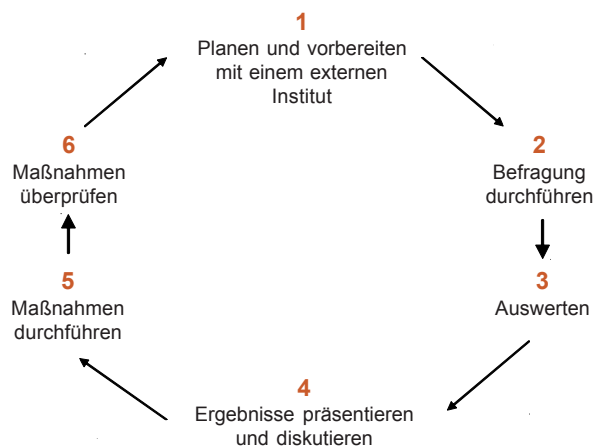 1
Planen und vorbereiten
mit einem externen
Institut
2
Befragung
durchführen
3
Auswerten
4
Ergebnisse präsentieren
und diskutieren
5
Maßnahmen
durchführen
6
Maßnahmen
überprüfen